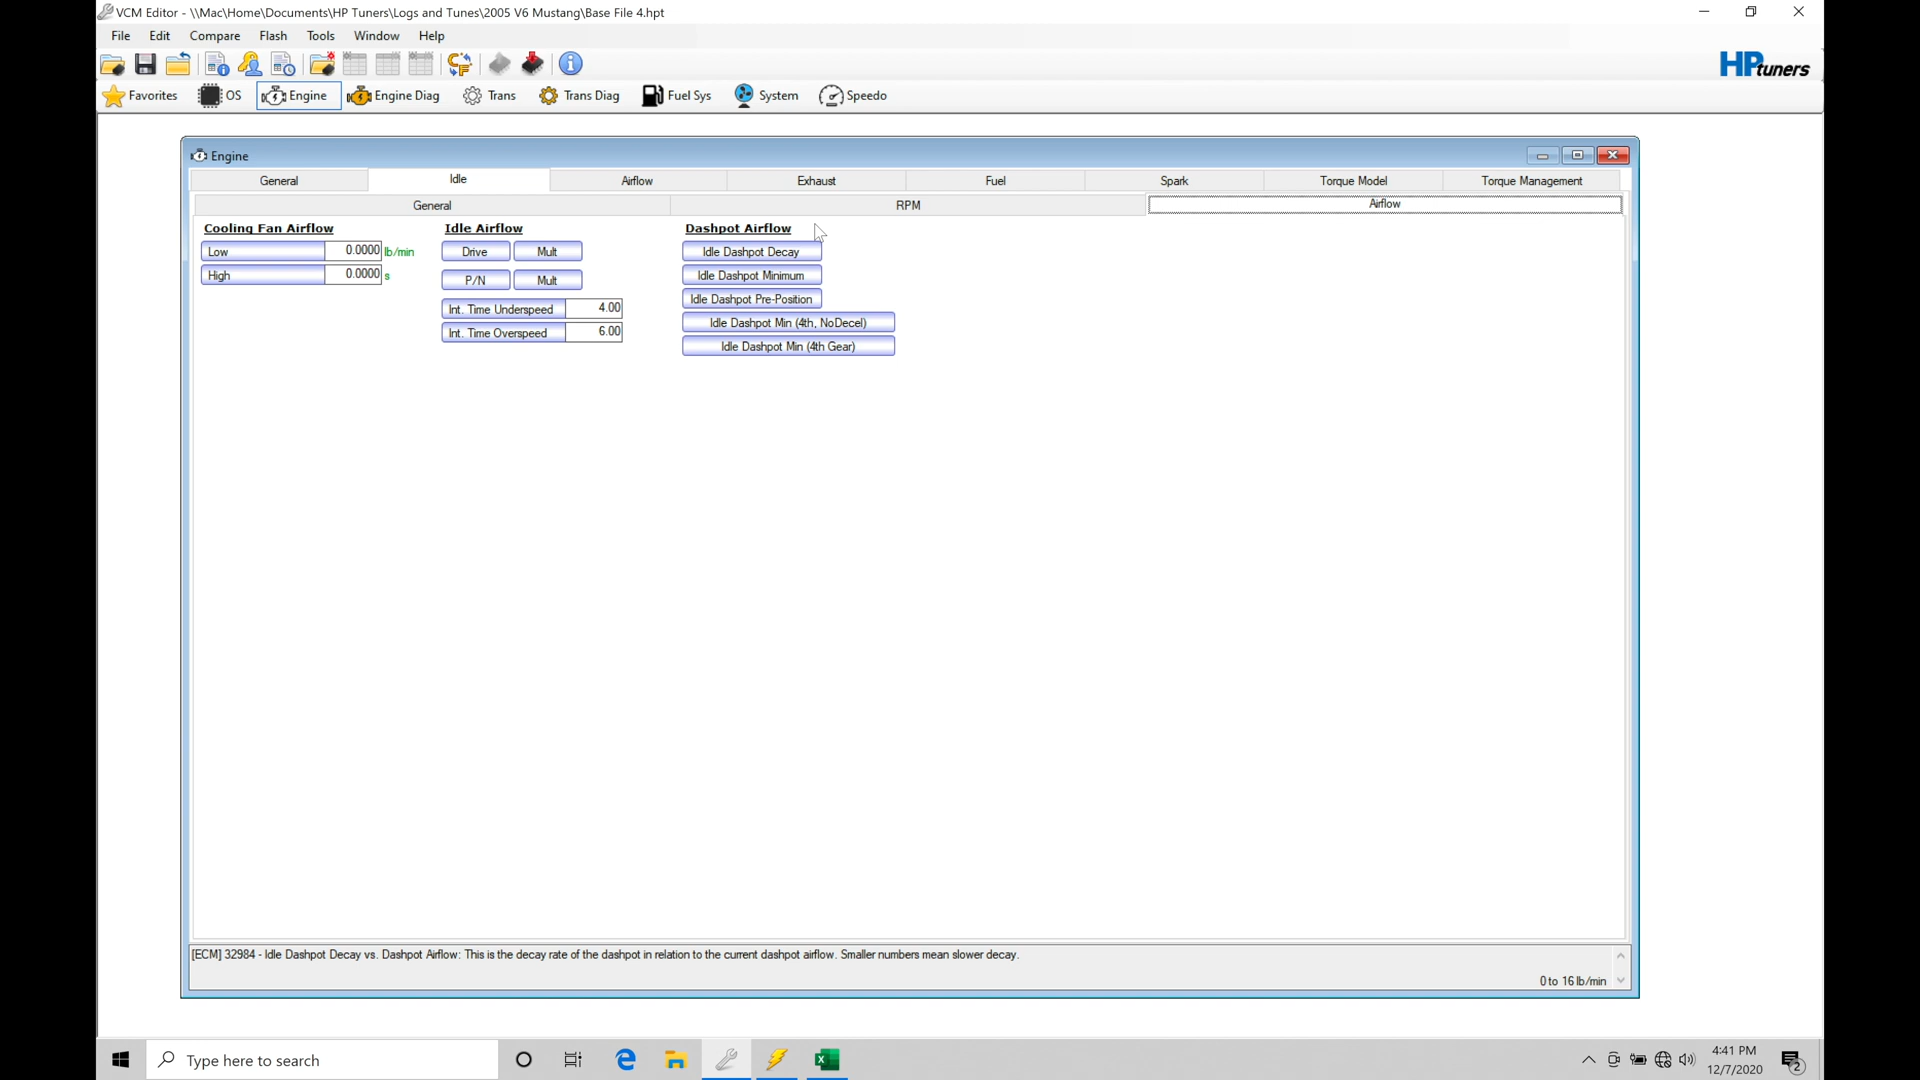 VCM Editor - \\Mac\Home\Documents\HP Tuners\Logs and Tunes\2005 V6 Mustang\Base File 4.hpt
File Edit Compare Flash Tools Window Help
HPtuners
Favorites OS Engine Engine Diag Trans Trans Diag Fuel Sys System Speedo
Engine
General Idle Airflow Exhaust Fuel Spark Torque Model Torque Management
General RPM Airflow
Cooling Fan Airflow Idle Airflow Dashpot Airflow
Low 0.0000 lb/min Drive Mult Idle Dashpot Decay
High 0.0000 s P/N Mult Idle Dashpot Minimum
Int. Time Underspeed 4.00 Idle Dashpot Pre-Position
Int. Time Overspeed 6.00 Idle Dashpot Min (4th, NoDecel)
Idle Dashpot Min (4th Gear)
[ECM] 32984 - Idle Dashpot Decay vs. Dashpot Airflow: This is the decay rate of the dashpot in relation to the current dashpot airflow. Smaller numbers mean slower decay.
0 to 16 lb/min
Type here to search
4:41 PM
12/7/2020
2